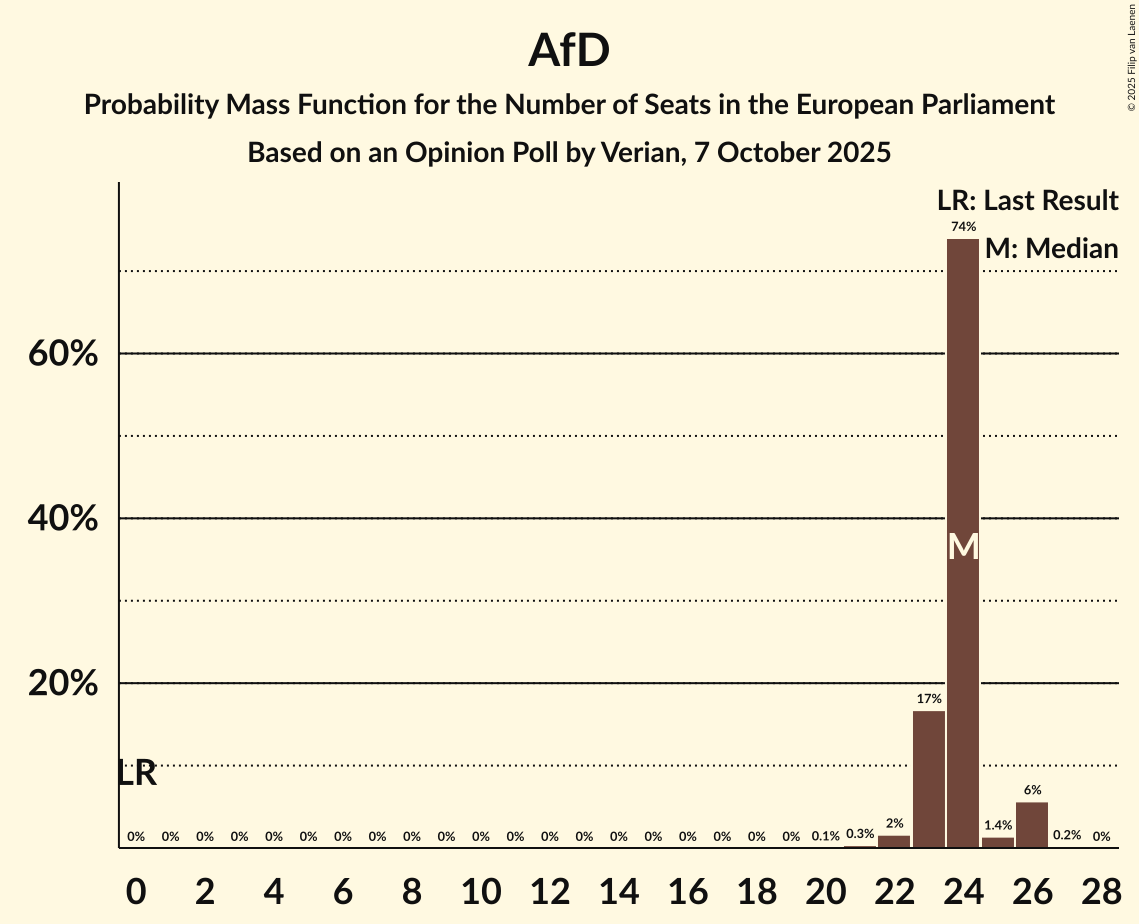 AfD
Probability Mass Function for the Number of Seats in the European Parliament
Based on an Opinion Poll by Verian, 7 October 2025
© 2025 Filip van Laenen
LR: Last Result
M: Median
60%
40%
20%
LR
M
0% 0% 0% 0% 0% 0% 0% 0% 0% 0% 0% 0% 0% 0% 0% 0% 0% 0% 0% 0% 0.1% 0.3% 2% 17% 74% 1.4% 6% 0.2% 0%
0 2 4 6 8 10 12 14 16 18 20 22 24 26 28